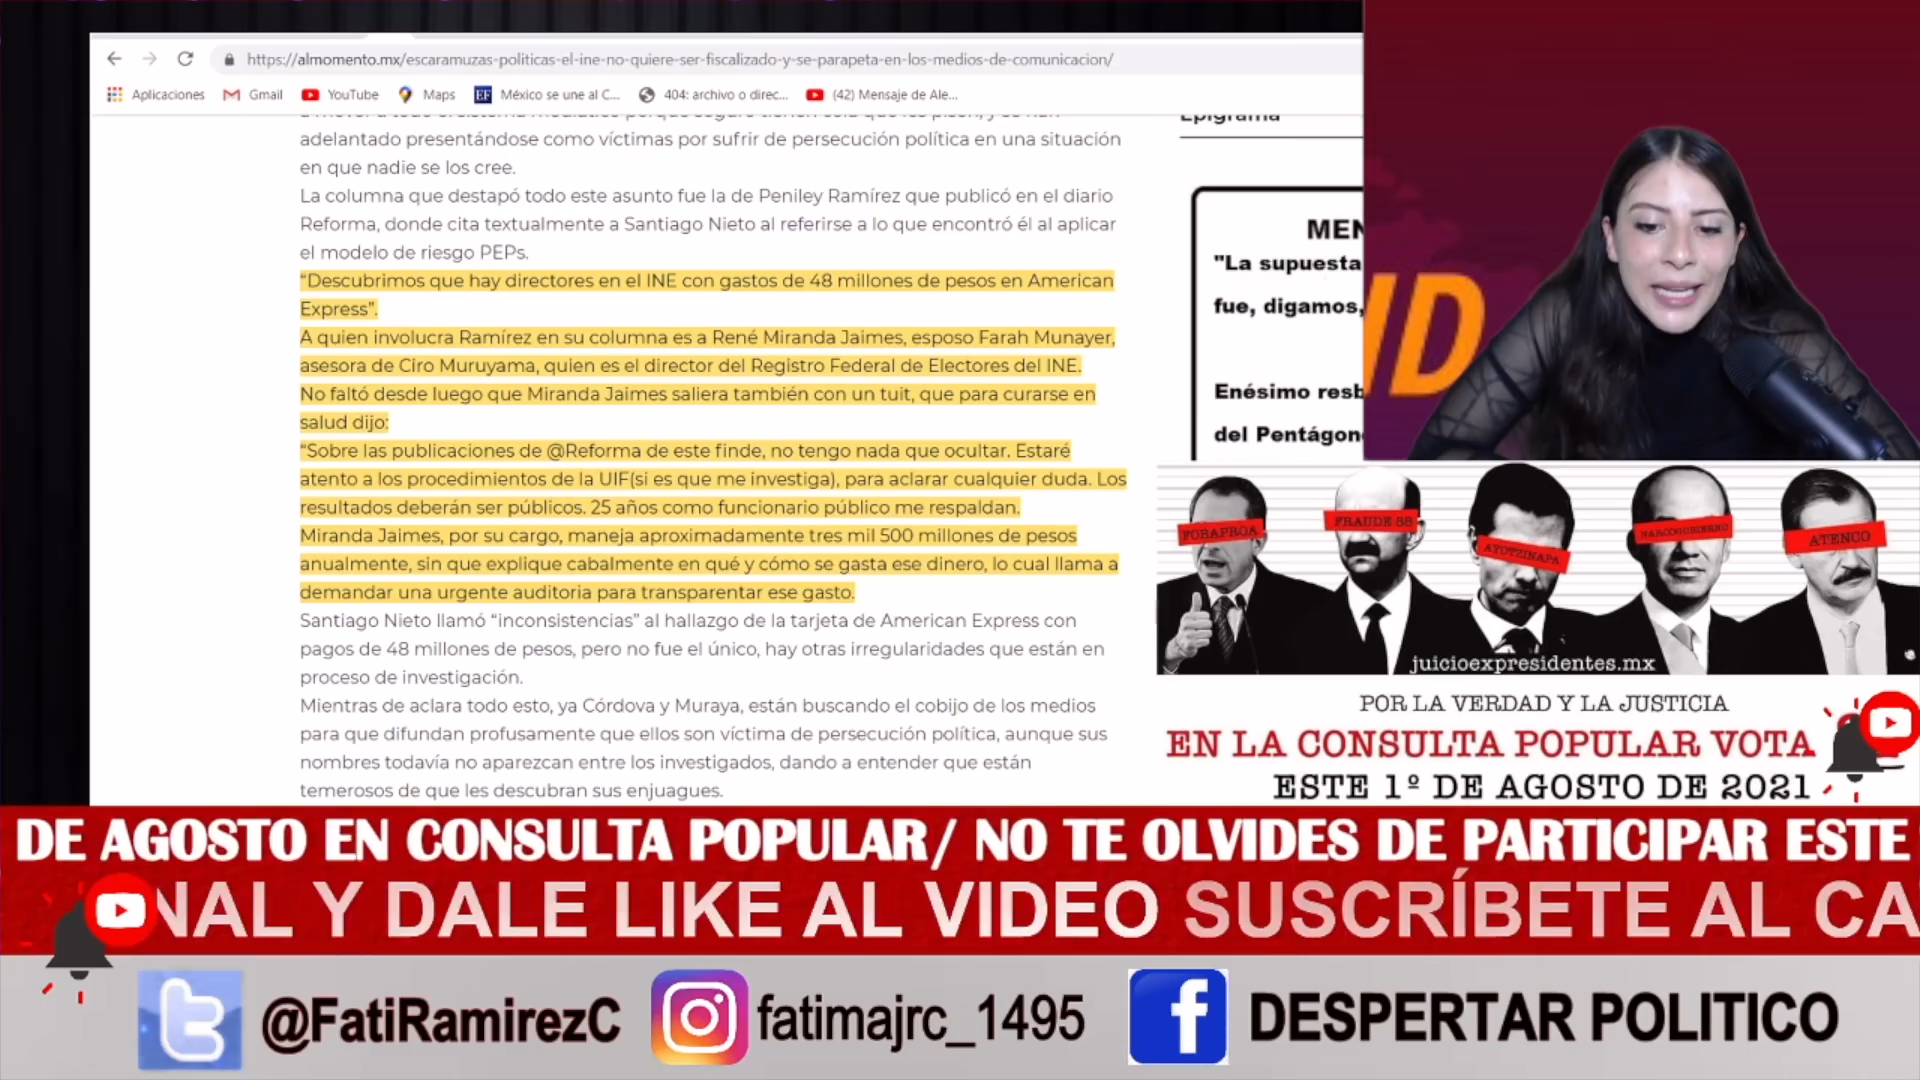 https://almomento.mx/escaramuzas-politicas-el-ine-no-quiere-ser-fiscalizado-y-se-parapeta-en-los-medios-de-comunicacion/
Aplicaciones Gmail YouTube Maps EF México se une al C... 404: archivo o direc... (42) Mensaje de Ale...
adelantado presentándose como víctimas por sufrir de persecución política en una situación
en que nadie se los cree.
La columna que destapó todo este asunto fue la de Peniley Ramírez que publicó en el diario
Reforma, donde cita textualmente a Santiago Nieto al referirse a lo que encontró él al aplicar
el modelo de riesgo PEPs.
“Descubrimos que hay directores en el INE con gastos de 48 millones de pesos en American
Express”.
A quien involucra Ramírez en su columna es a René Miranda Jaimes, esposo Farah Munayer,
asesora de Ciro Muruyama, quien es el director del Registro Federal de Electores del INE.
No faltó desde luego que Miranda Jaimes saliera también con un tuit, que para curarse en
salud dijo:
“Sobre las publicaciones de @Reforma de este finde, no tengo nada que ocultar. Estaré
atento a los procedimientos de la UIF(si es que me investiga), para aclarar cualquier duda. Los
resultados deberán ser públicos. 25 años como funcionario público me respaldan.
Miranda Jaimes, por su cargo, maneja aproximadamente tres mil 500 millones de pesos
anualmente, sin que explique cabalmente en qué y cómo se gasta ese dinero, lo cual llama a
demandar una urgente auditoria para transparentar ese gasto.
Santiago Nieto llamó “inconsistencias” al hallazgo de la tarjeta de American Express con
pagos de 48 millones de pesos, pero no fue el único, hay otras irregularidades que están en
proceso de investigación.
Mientras de aclara todo esto, ya Córdova y Muraya, están buscando el cobijo de los medios
para que difundan profusamente que ellos son víctima de persecución política, aunque sus
nombres todavía no aparezcan entre los investigados, dando a entender que están
temerosos de que les descubran sus enjuagues.
Epigrama
MEN
"La supuesta
fue, digamos,
Enésimo resb
del Pentágon
ND
FOBAPROA
FRAUDE 88
AYOTZINAPA
NARCOGOBIERNO
ATENCO
juicioexpresidentes.mx
POR LA VERDAD Y LA JUSTICIA
EN LA CONSULTA POPULAR VOTA
ESTE 1º DE AGOSTO DE 2021
DE AGOSTO EN CONSULTA POPULAR/ NO TE OLVIDES DE PARTICIPAR ESTE
NAL Y DALE LIKE AL VIDEO SUSCRÍBETE AL CA
@FatiRamirezC fatimajrc_1495 DESPERTAR POLITICO